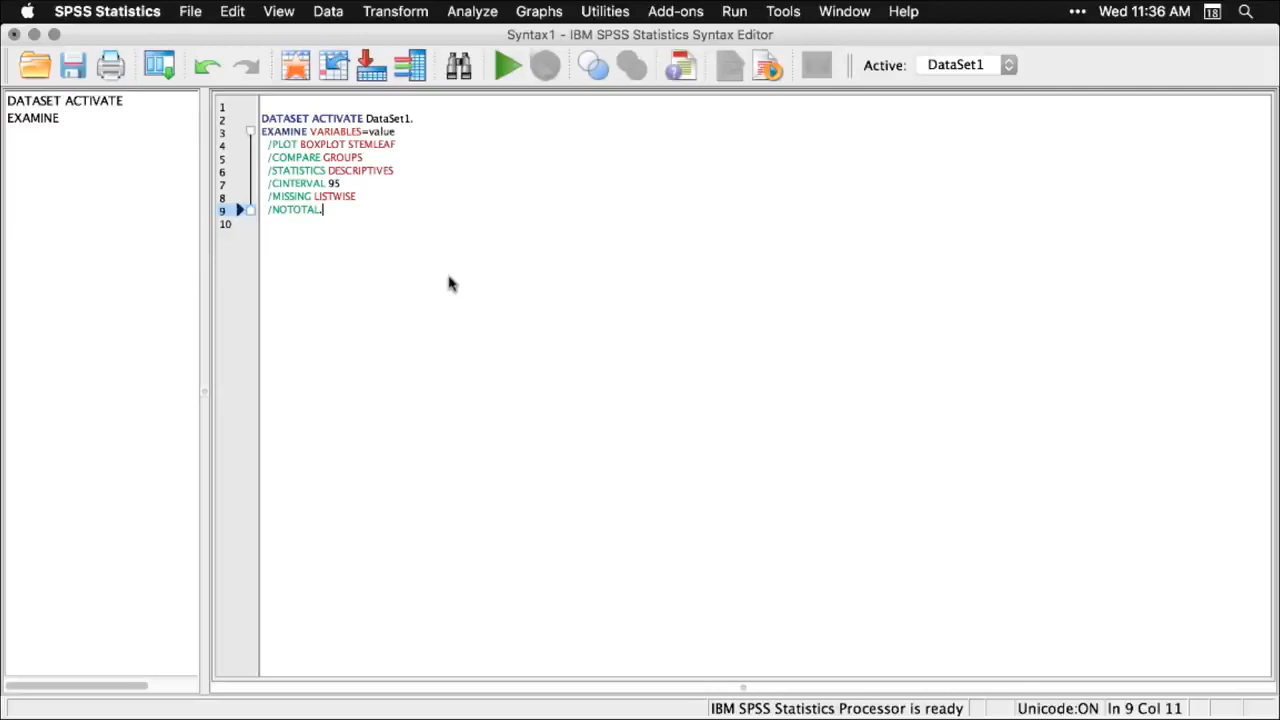 SPSS Statistics File Edit View Data Transform Analyze Graphs Utilities Add-ons Run Tools Window Help ••• Wed 11:36 AM 18
Syntax1 - IBM SPSS Statistics Syntax Editor
Active: DataSet1
DATASET ACTIVATE
EXAMINE
1
2 DATASET ACTIVATE DataSet1.
3 EXAMINE VARIABLES=value
4 /PLOT BOXPLOT STEMLEAF
5 /COMPARE GROUPS
6 /STATISTICS DESCRIPTIVES
7 /CINTERVAL 95
8 /MISSING LISTWISE
9 /NOTOTAL.
10
IBM SPSS Statistics Processor is ready Unicode:ON In 9 Col 11